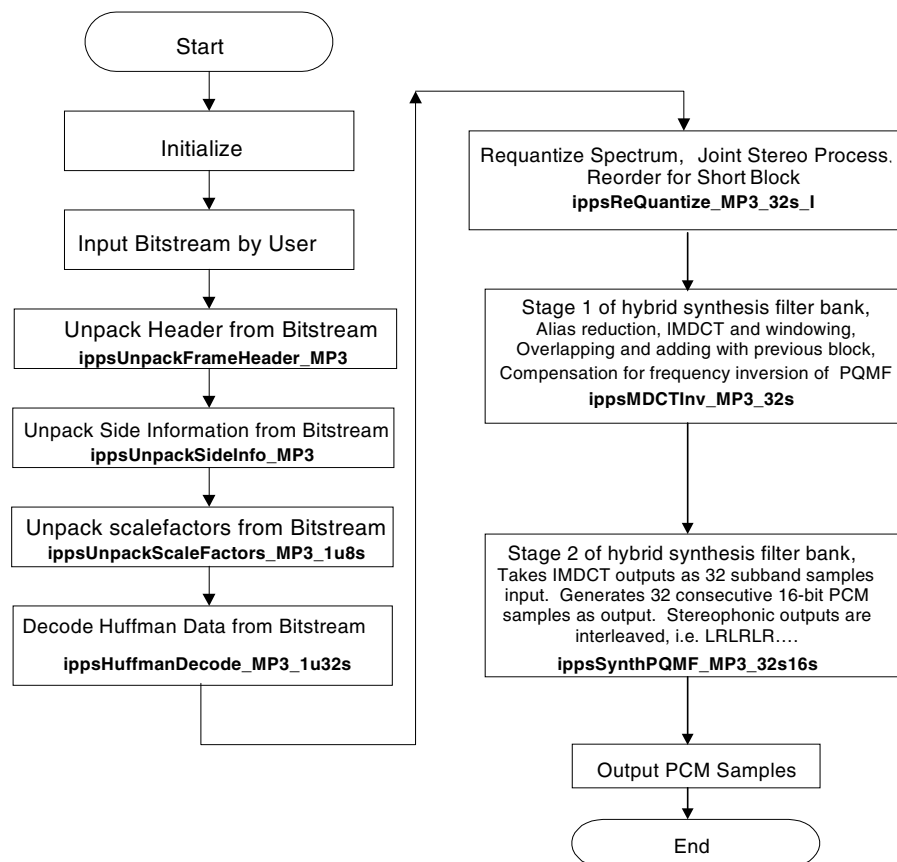 Start
Initialize
Input Bitstream by User
Unpack Header from Bitstream
ippsUnpackFrameHeader_MP3
Unpack Side Information from Bitstream
ippsUnpackSideInfo_MP3
Unpack scalefactors from Bitstream
ippsUnpackScaleFactors_MP3_1u8s
Decode Huffman Data from Bitstream
ippsHuffmanDecode_MP3_1u32s
Requantize Spectrum, Joint Stereo Process.
Reorder for Short Block
ippsReQuantize_MP3_32s_I
Stage 1 of hybrid synthesis filter bank,
Alias reduction, IMDCT and windowing,
Overlapping and adding with previous block,
Compensation for frequency inversion of PQMF
ippsMDCTInv_MP3_32s
Stage 2 of hybrid synthesis filter bank,
Takes IMDCT outputs as 32 subband samples
input. Generates 32 consecutive 16-bit PCM
samples as output. Stereophonic outputs are
interleaved, i.e. LRLRLR....
ippsSynthPQMF_MP3_32s16s
Output PCM Samples
End